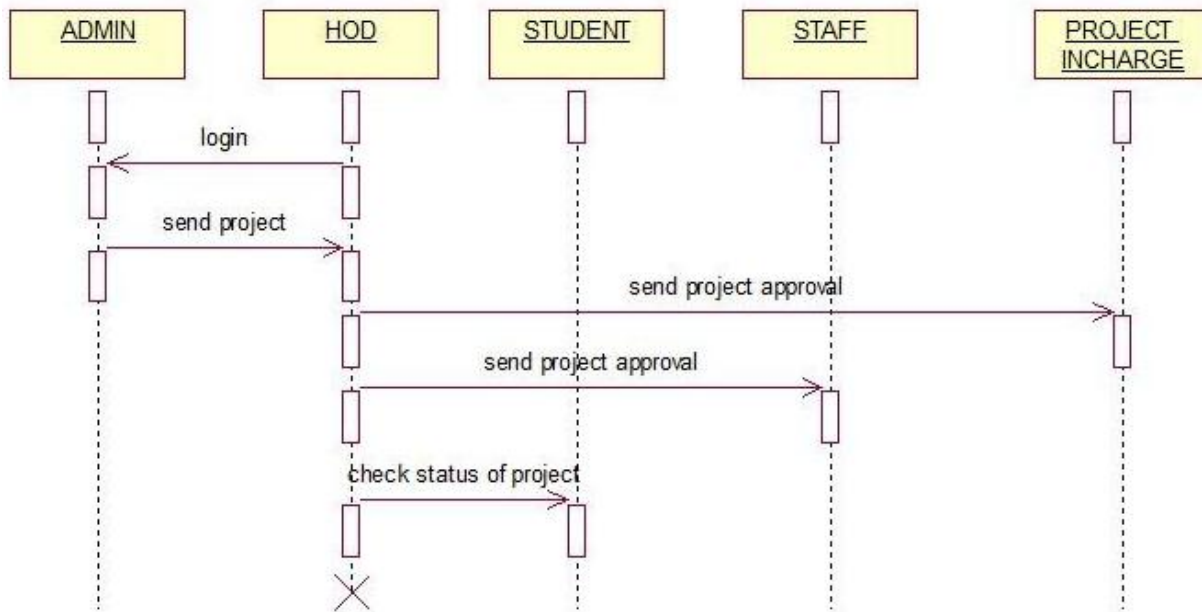 ADMIN
HOD
STUDENT
STAFF
PROJECT
INCHARGE
login
send project
send project approval
send project approval
check status of project